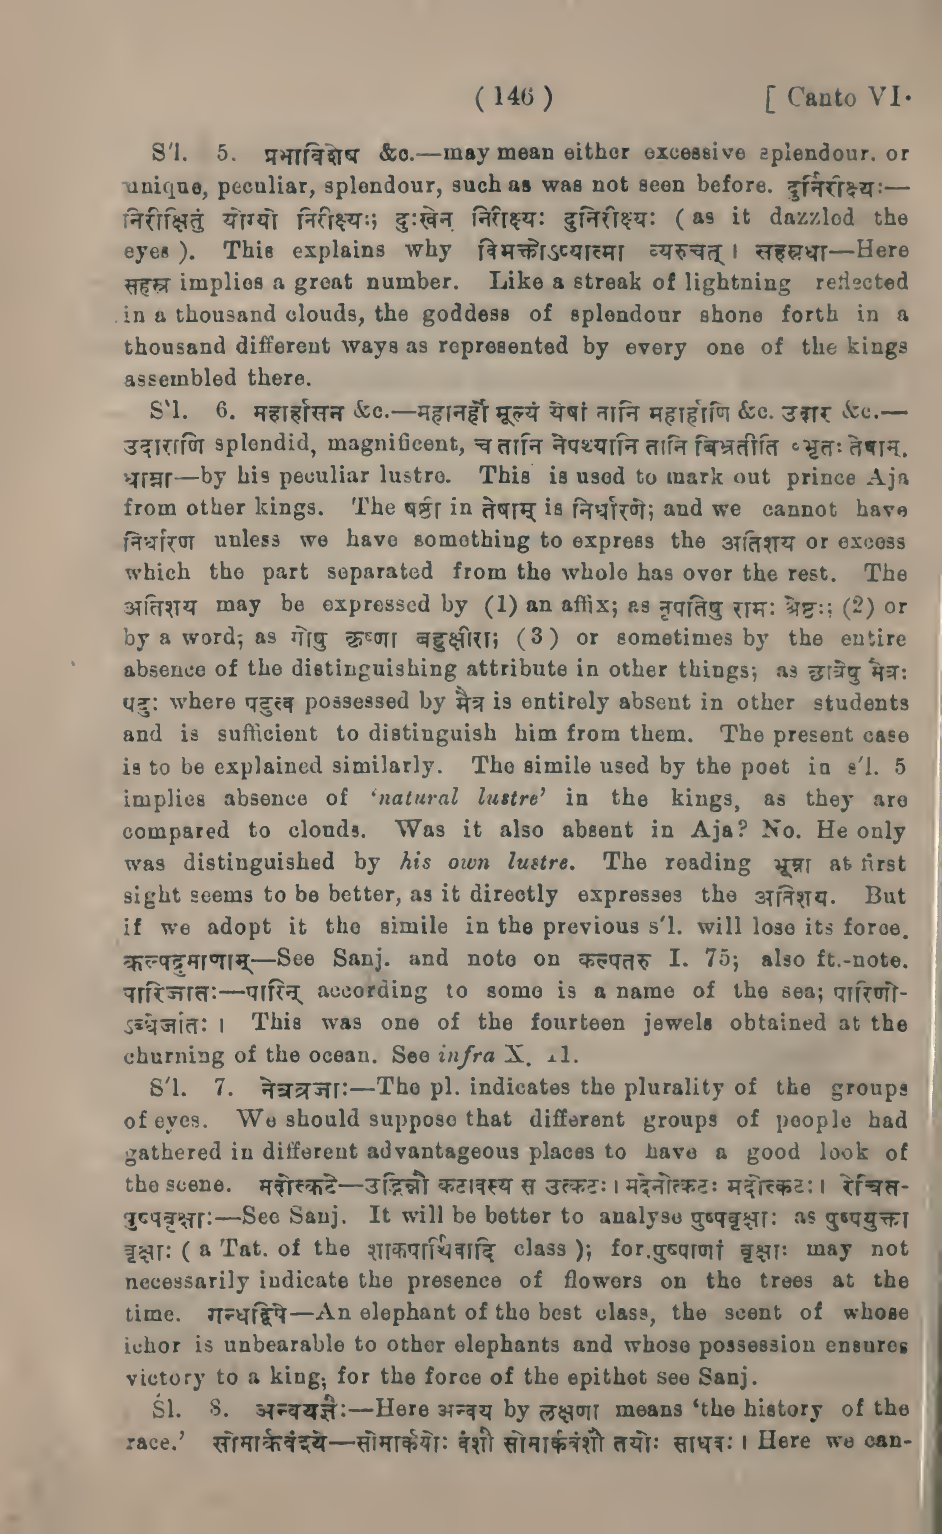 ( 146 ) [ Canto VI.
S'l. 5. प्रभाविशेष &c.—may mean either excessive splendour. or
unique, peculiar, splendour, such as was not seen before. दुर्निरीक्ष्यः—
निरीक्षितुं योग्यो निरीक्ष्यः; दुःखेन निरीक्ष्यः दुनिरीक्ष्यः ( as it dazzled the
eyes ). This explains why विभक्तोऽप्यात्मा व्यरुचत् । सहस्रधा—Here
सहस्र implies a great number. Like a streak of lightning reflected
in a thousand clouds, the goddess of splendour shone forth in a
thousand different ways as represented by every one of the kings
assembled there.
S'l. 6. महार्हासन &c.—महानर्हो मूल्यं येषां तानि महार्हाणि &c. उदार &c.—
उदाराणि splendid, magnificent, च तानि नेपथ्यानि तानि बिभ्रतीति ०भृतः तेषाम्.
धाम्ना—by his peculiar lustre. This is used to mark out prince Aja
from other kings. The षष्ठी in तेषाम् is निर्धारणे; and we cannot have
निर्धारण unless we have something to express the अतिशय or excess
which the part separated from the whole has over the rest. The
अतिशय may be expressed by (1) an affix; as नृपतिषु रामः श्रेष्ठः; (2) or
by a word; as गोषु कृष्णा बहुक्षीरा; (3) or sometimes by the entire
absence of the distinguishing attribute in other things; as छात्रेषु मैत्रः
पटुः where पटुत्व possessed by मैत्र is entirely absent in other students
and is sufficient to distinguish him from them. The present case
is to be explained similarly. The simile used by the poet in s'l. 5
implies absence of 'natural lustre' in the kings, as they are
compared to clouds. Was it also absent in Aja? No. He only
was distinguished by his own lustre. The reading भूम्ना at first
sight seems to be better, as it directly expresses the अतिशय. But
if we adopt it the simile in the previous s'l. will lose its force.
कल्पद्रुमाणाम्—See Sanj. and note on कल्पतरु I. 75; also ft.-note.
पारिजातः—पारिन् according to some is a name of the sea; पारिणो-
ऽब्धेर्जातः । This was one of the fourteen jewels obtained at the
churning of the ocean. See infra X. 11.
S'l. 7. नेत्रव्रजाः—The pl. indicates the plurality of the groups
of eyes. We should suppose that different groups of people had
gathered in different advantageous places to have a good look of
the scene. मदोत्कटे—उद्भिन्नौ कटावस्य स उत्कटः । मदेनोत्कटः मदोत्कटः । रेचित-
पुष्पवृक्षाः—See Sanj. It will be better to analyse पुष्पवृक्षाः as पुष्पयुक्ता
वृक्षाः ( a Tat. of the शाकपार्थिवादि class ); for पुष्पाणां वृक्षाः may not
necessarily indicate the presence of flowers on the trees at the
time. गन्धद्विपे—An elephant of the best class, the scent of whose
ichor is unbearable to other elephants and whose possession ensures
victory to a king; for the force of the epithet see Sanj.
Śl. 8. अन्वयज्ञैः—Here अन्वय by लक्षणा means 'the history of the
race.' सोमार्कवंश्ये—सोमार्कयोः वंशौ सोमार्कवंशौ तयोः साधवः । Here we can-